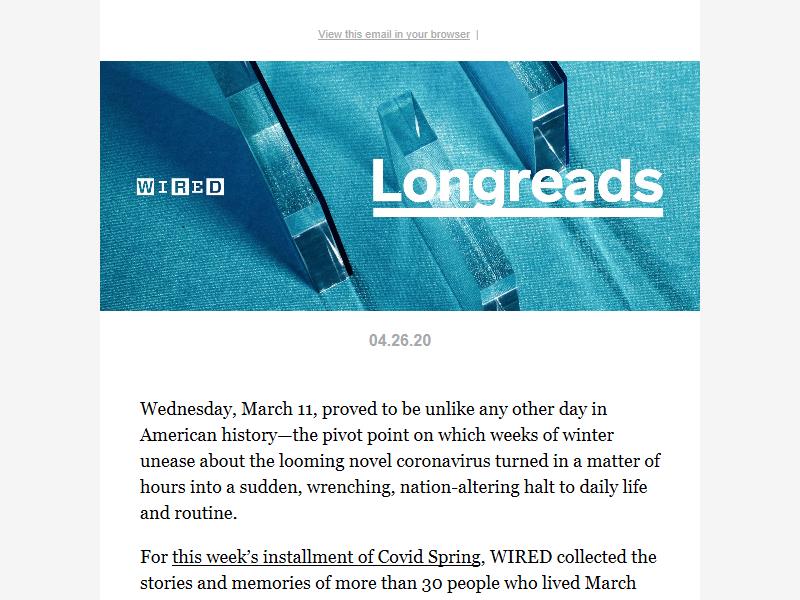 View this email in your browser |
WIRED
Longreads
04.26.20
Wednesday, March 11, proved to be unlike any other day in
American history—the pivot point on which weeks of winter
unease about the looming novel coronavirus turned in a matter of
hours into a sudden, wrenching, nation-altering halt to daily life
and routine.
For this week’s installment of Covid Spring, WIRED collected the
stories and memories of more than 30 people who lived March